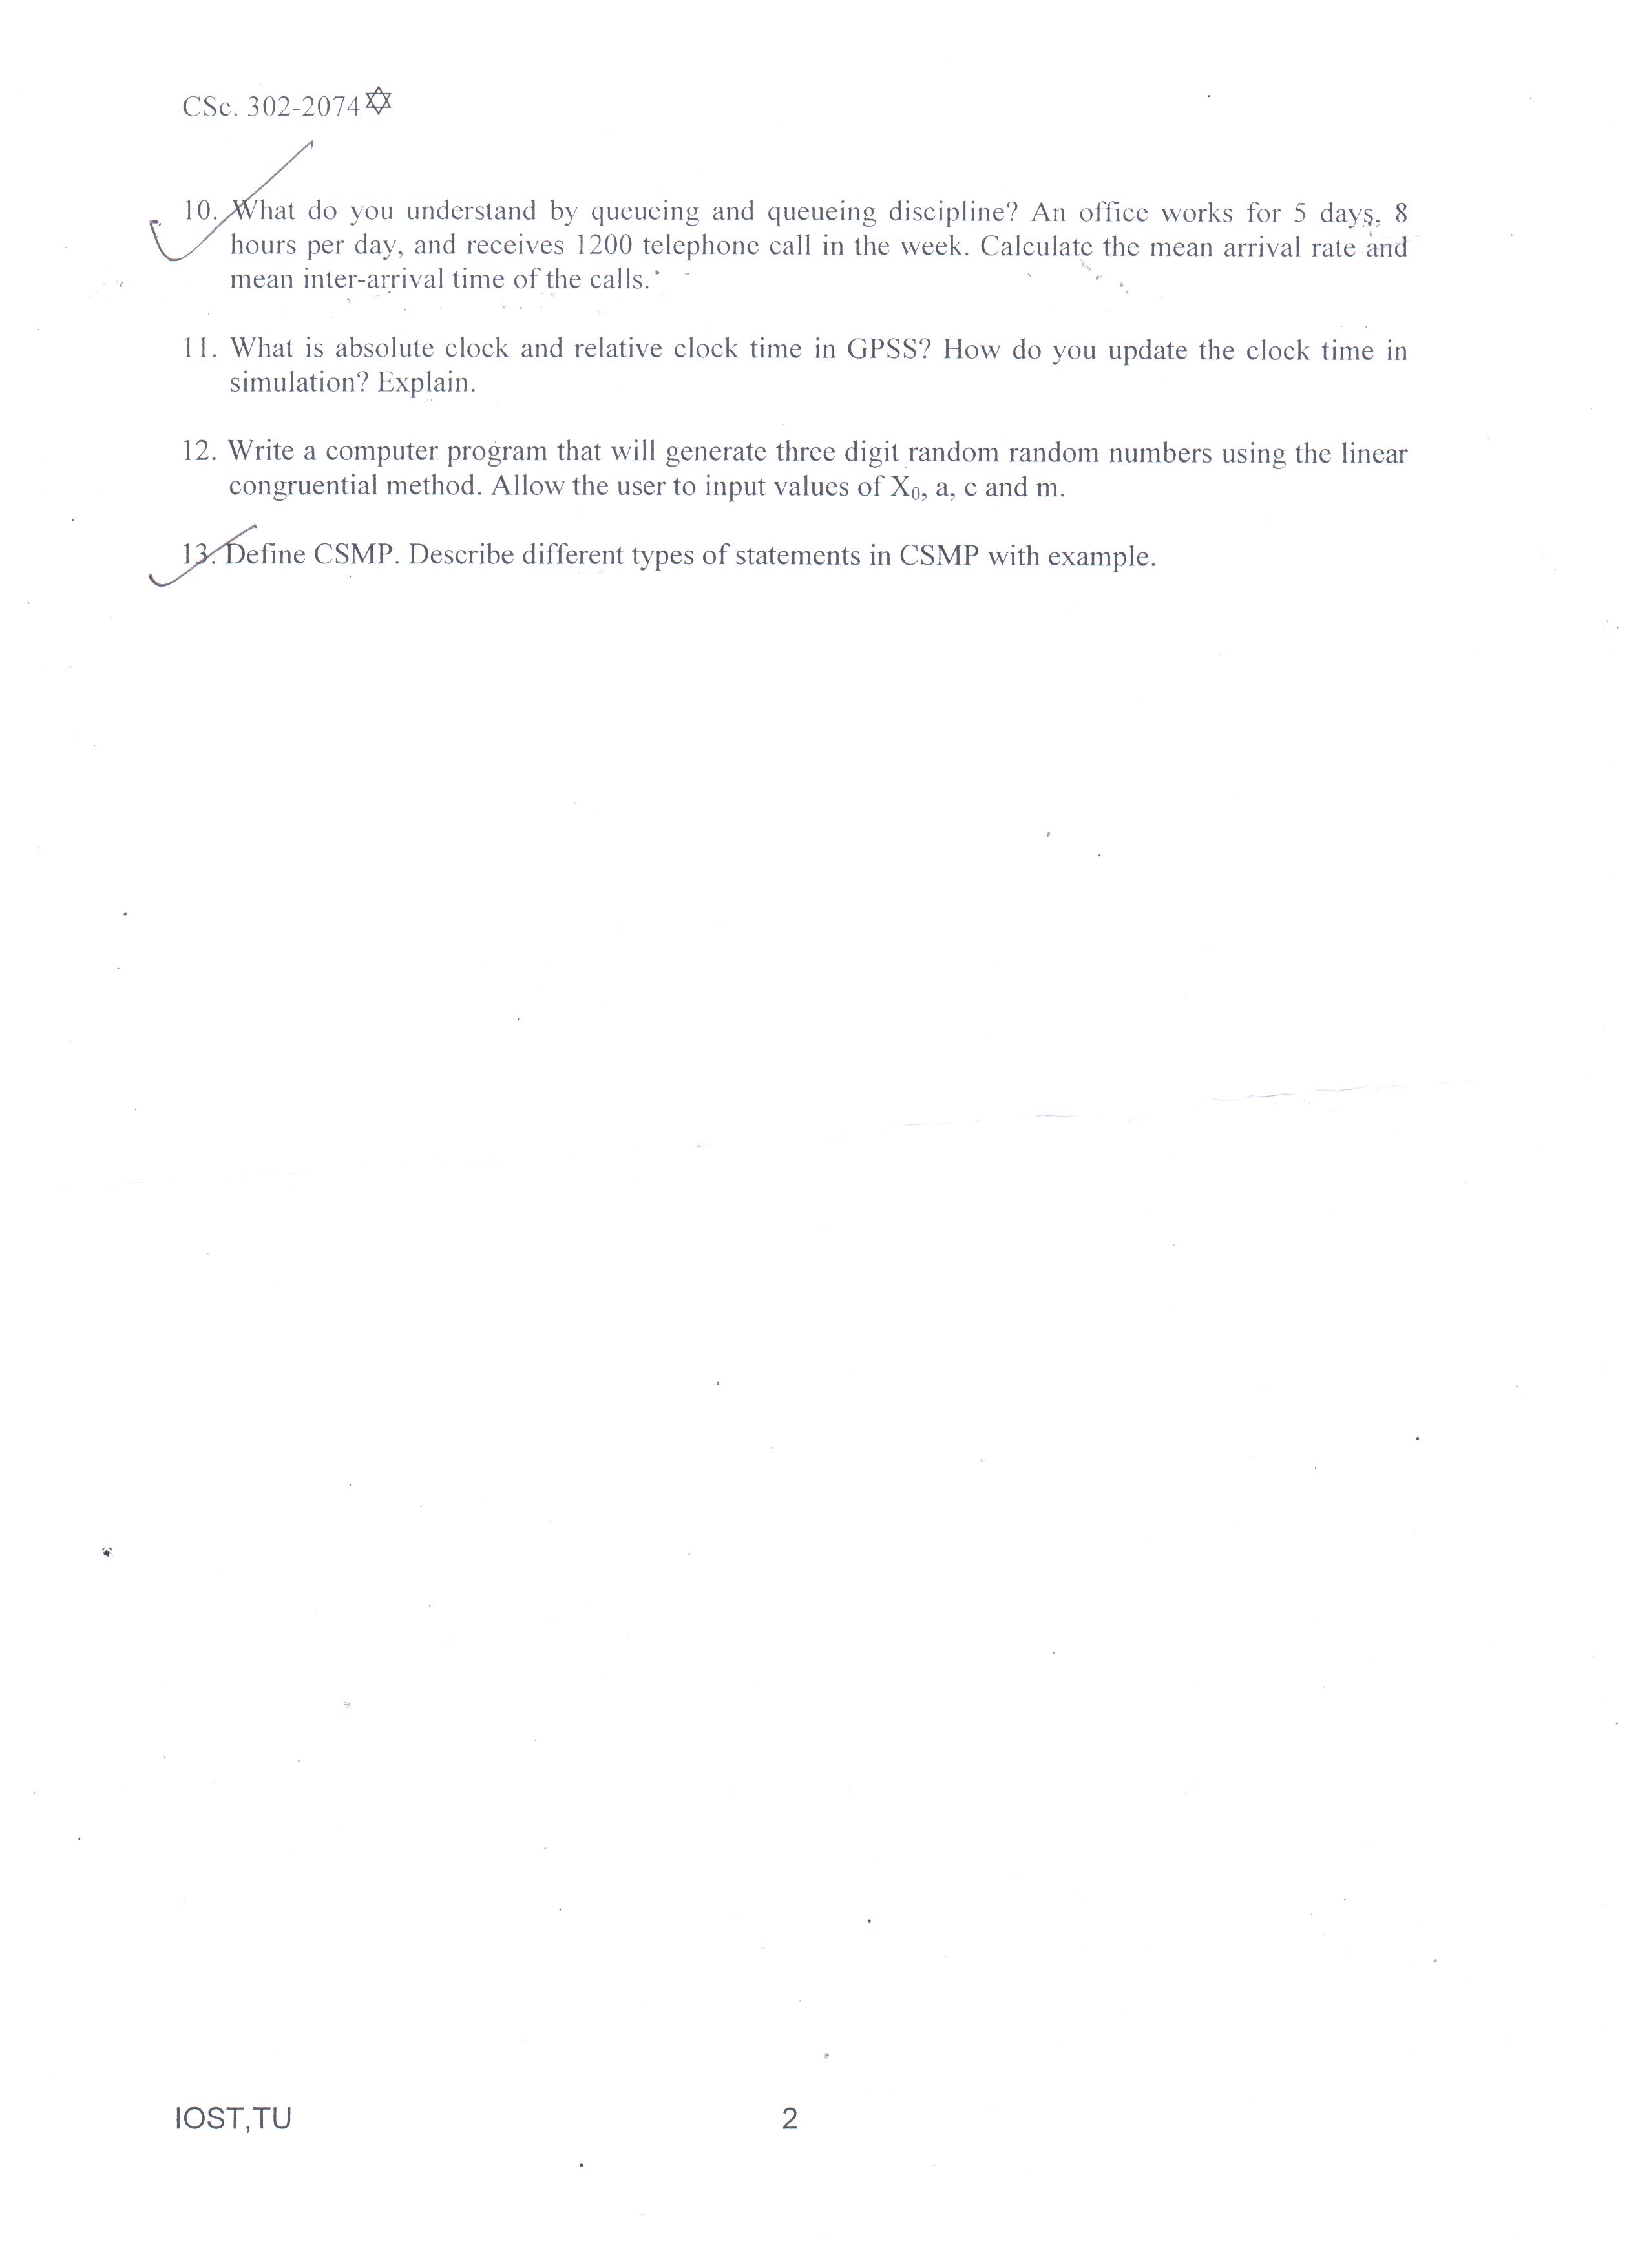 CSc. 302-2074✡
10. What do you understand by queueing and queueing discipline? An office works for 5 days, 8
hours per day, and receives 1200 telephone call in the week. Calculate the mean arrival rate and
mean inter-arrival time of the calls.
11. What is absolute clock and relative clock time in GPSS? How do you update the clock time in
simulation? Explain.
12. Write a computer program that will generate three digit random random numbers using the linear
congruential method. Allow the user to input values of X₀, a, c and m.
13. Define CSMP. Describe different types of statements in CSMP with example.
IOST,TU 2